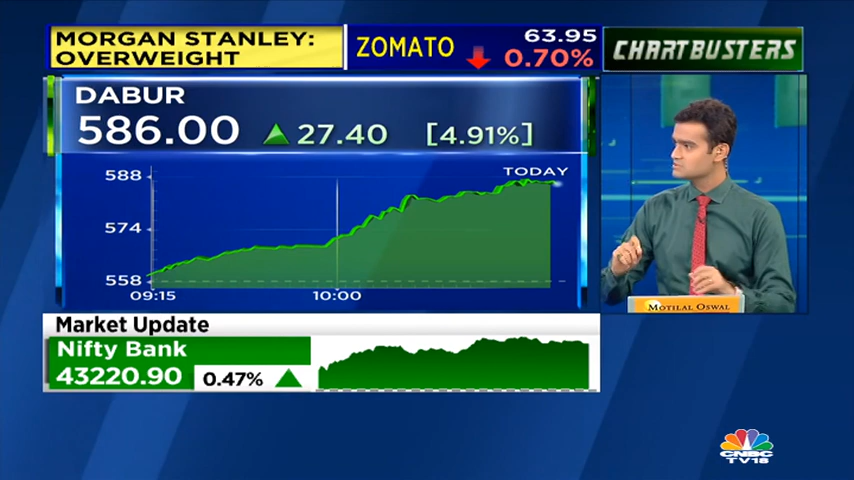 MORGAN STANLEY:
OVERWEIGHT
ZOMATO
63.95
0.70%
CHARTBUSTERS
DABUR
586.00
27.40
[4.91%]
TODAY
588
574
558
09:15
10:00
MOTILAL OSWAL
Market Update
Nifty Bank
43220.90
0.47%
CNBC
TV18